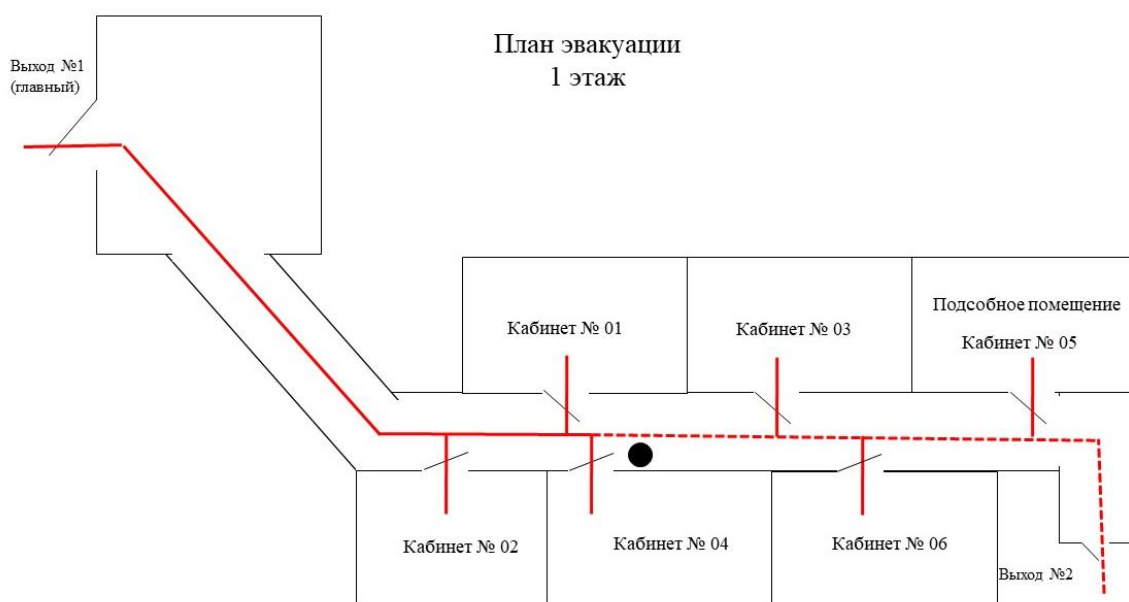 План эвакуации
1 этаж
Выход №1
(главный)
Кабинет № 01
Кабинет № 03
Подсобное помещение
Кабинет № 05
Кабинет № 02
Кабинет № 04
Кабинет № 06
Выход №2